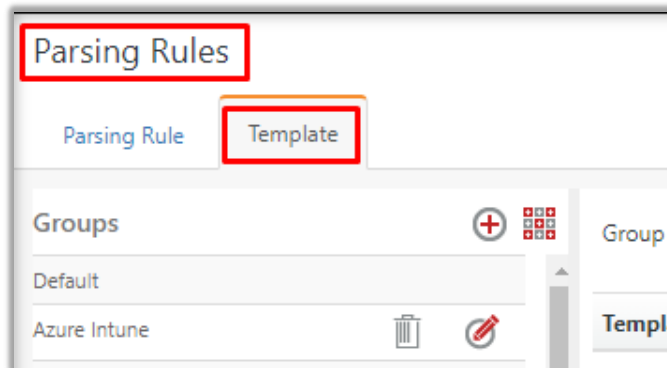 Parsing Rules
Parsing Rule
Template
Groups
Group
Default
Azure Intune
Templ